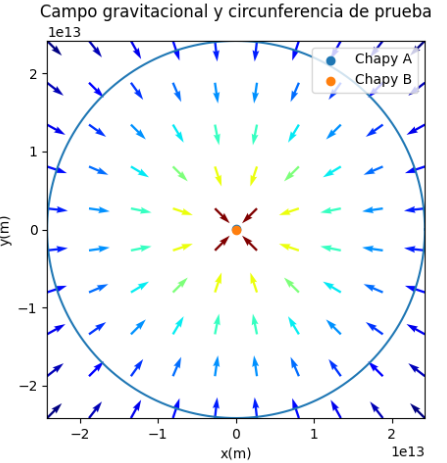 Campo gravitacional y circunferencia de prueba
1e13
Chapy A
Chapy B
2
1
0
−1
−2
y(m)
−2 −1 0 1 2
x(m)
1e13